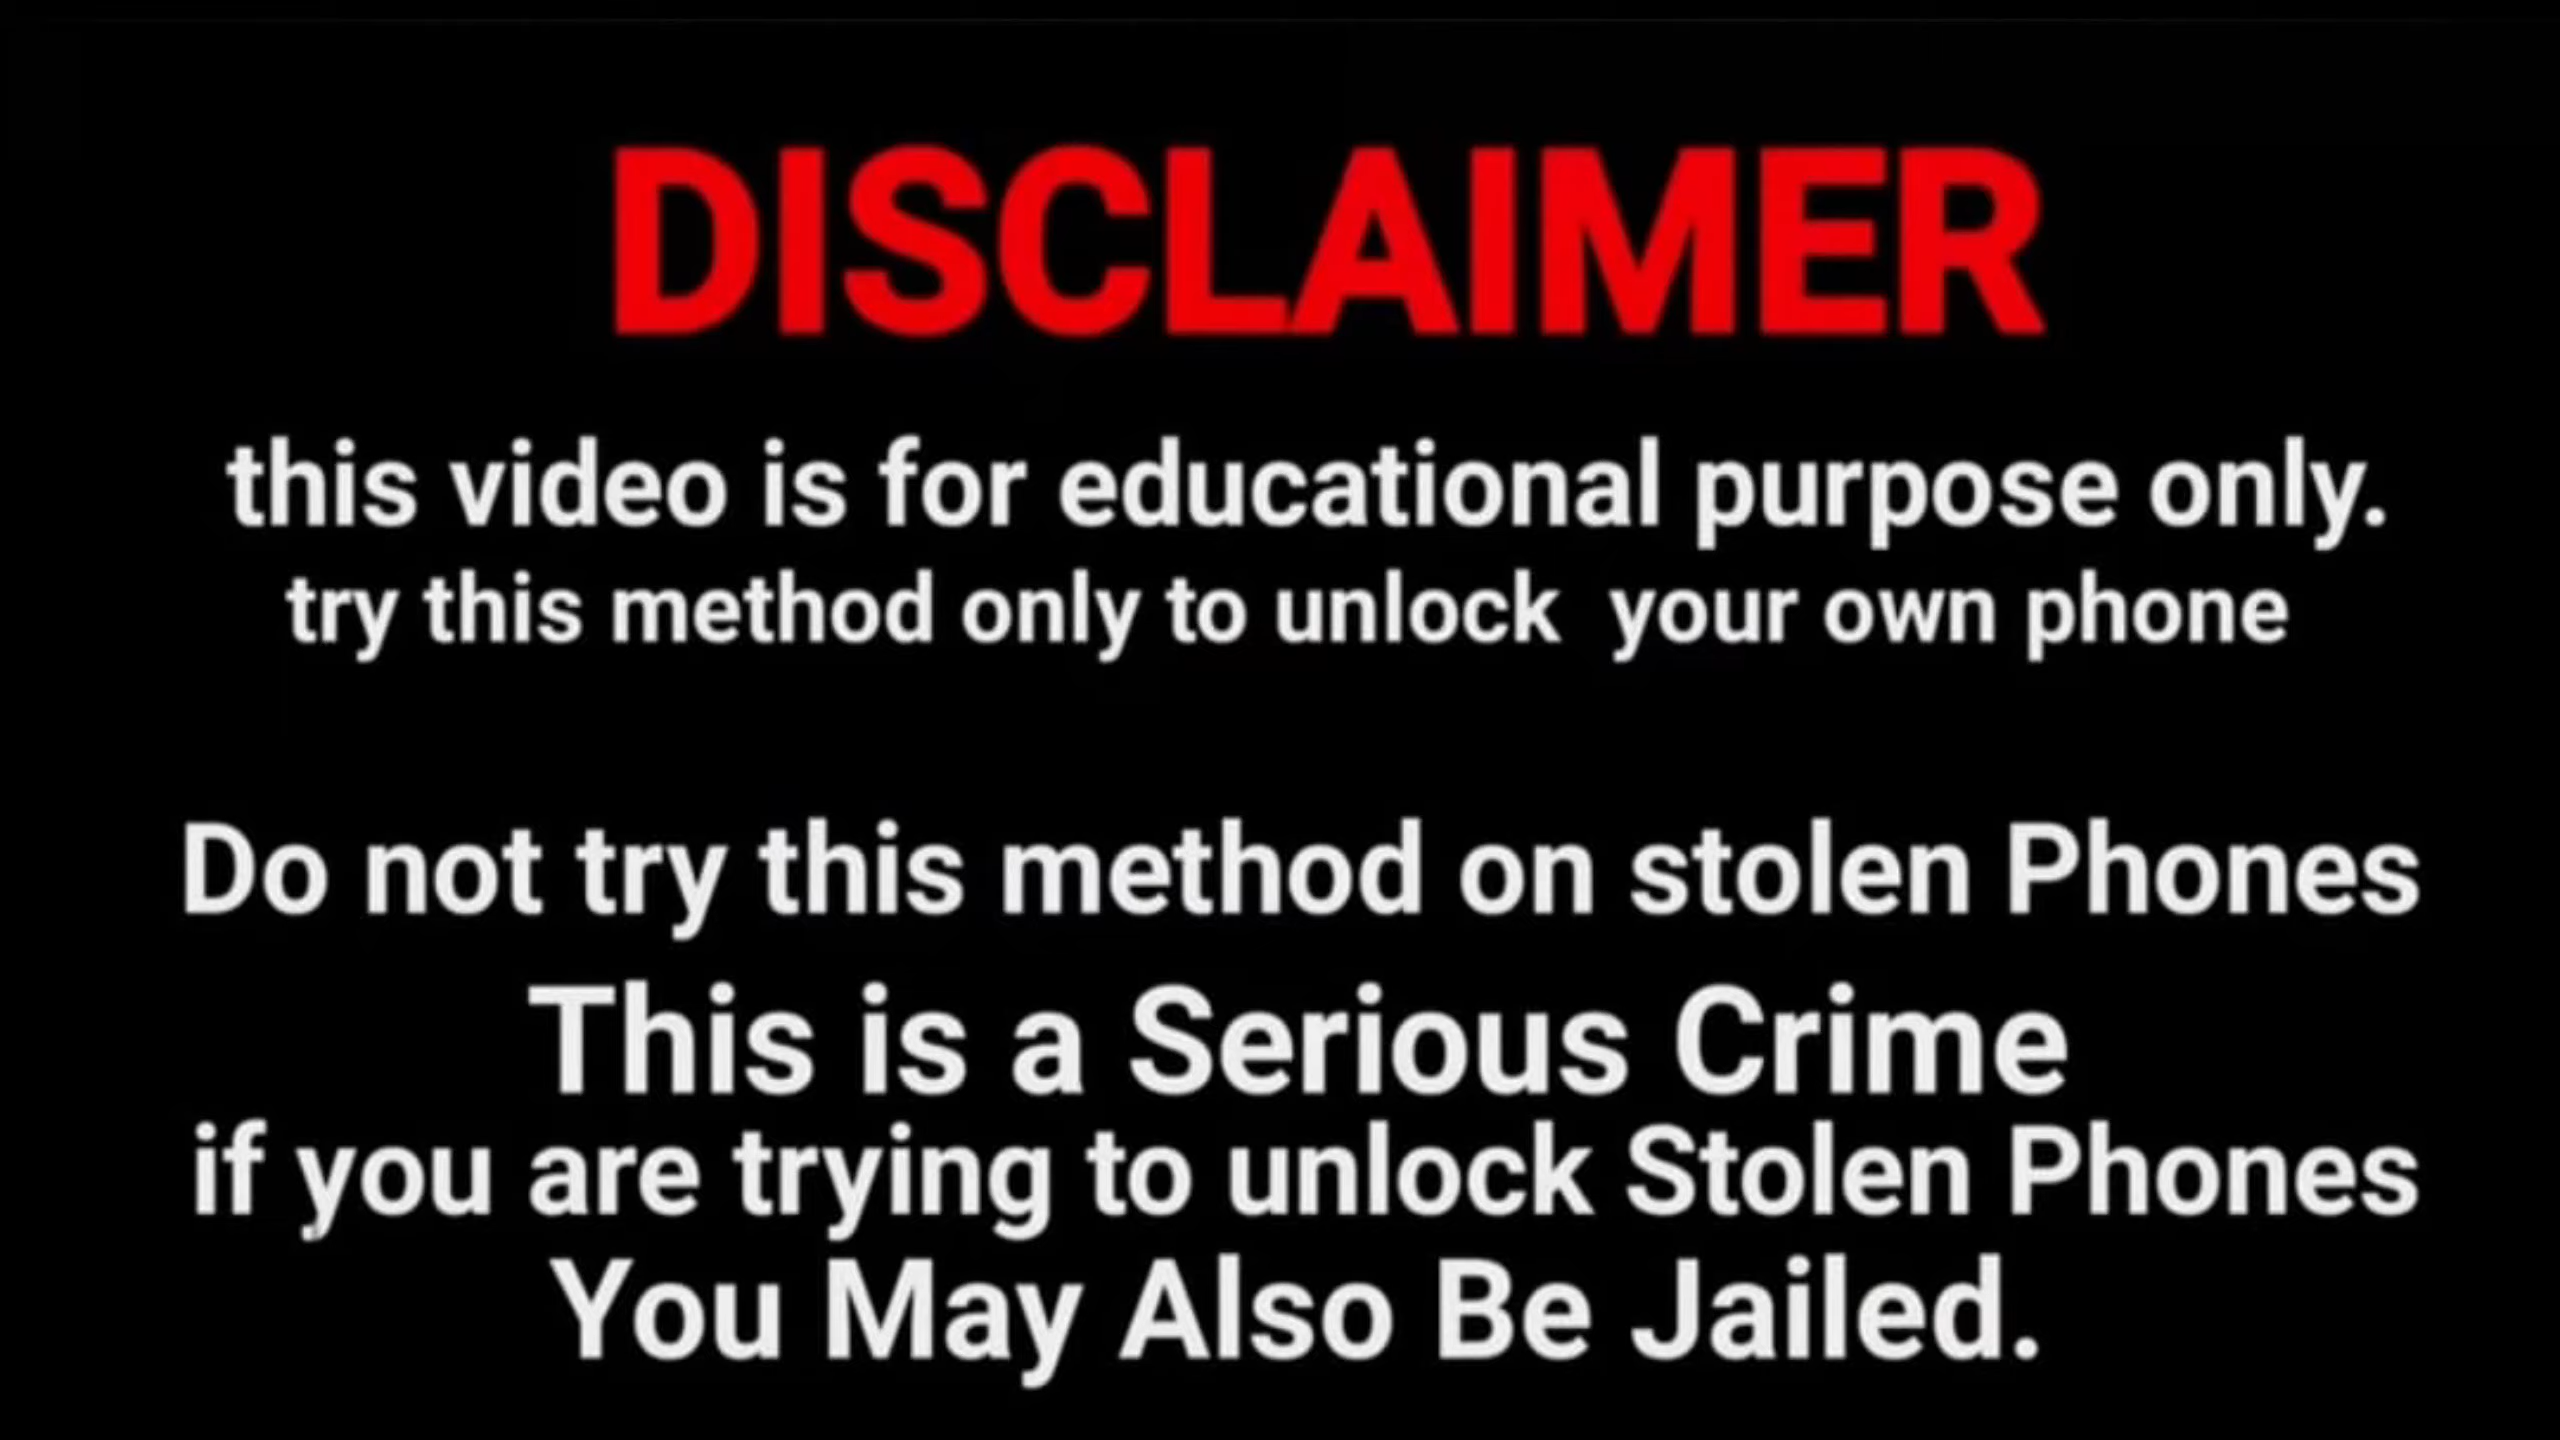 DISCLAIMER
this video is for educational purpose only.
try this method only to unlock your own phone
Do not try this method on stolen Phones
This is a Serious Crime
if you are trying to unlock Stolen Phones
You May Also Be Jailed.